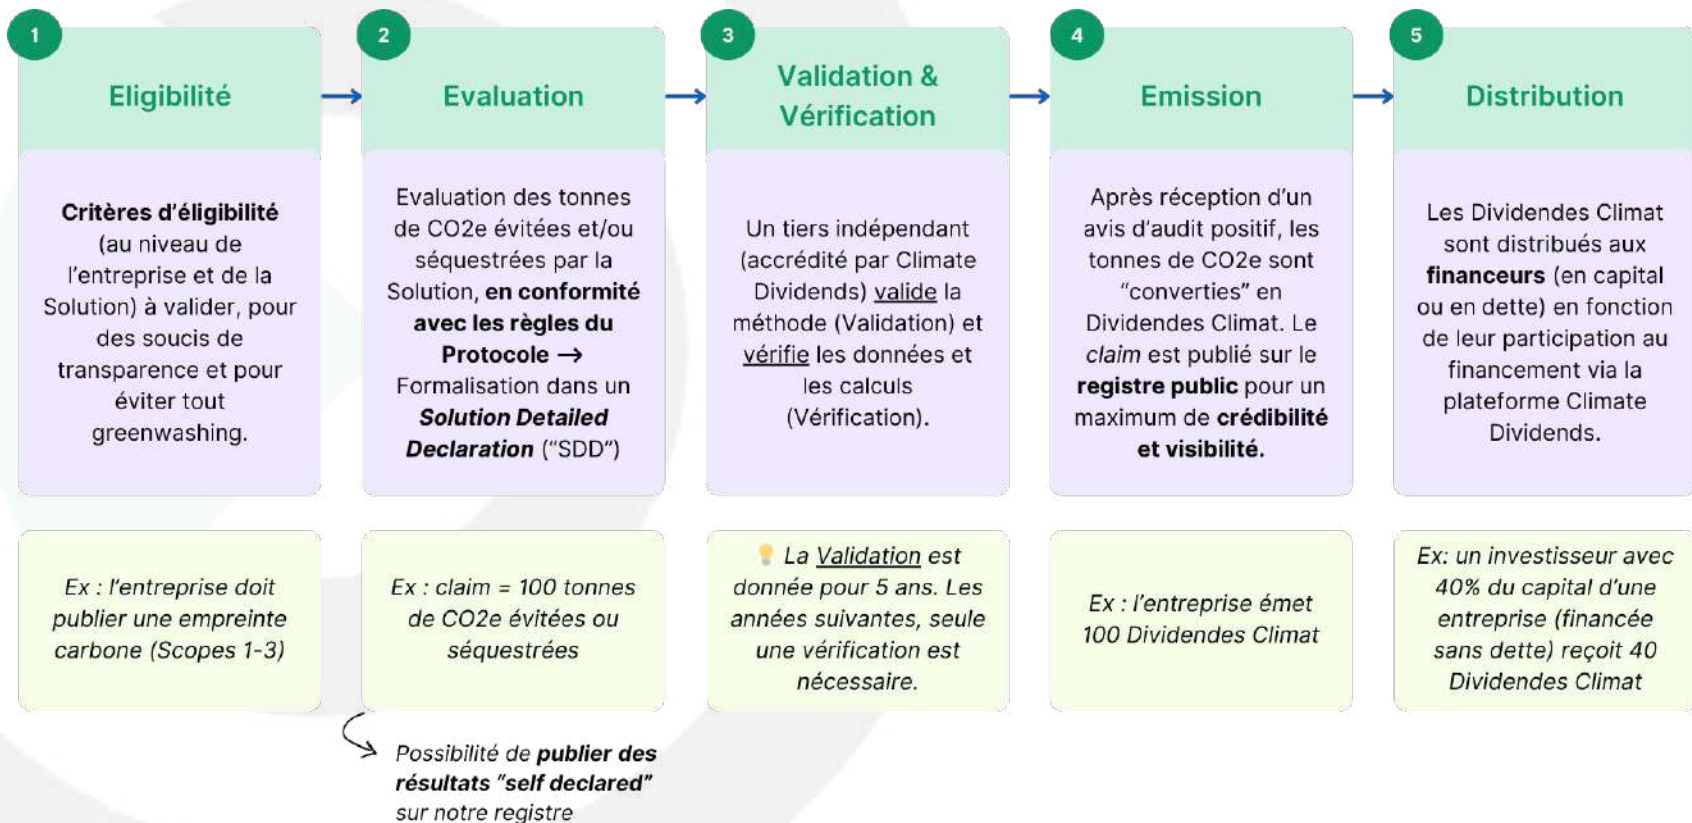 1
Eligibilité
Critères d'éligibilité
(au niveau de
l'entreprise et de la
Solution) à valider, pour
des soucis de
transparence et pour
éviter tout
greenwashing.
Ex : l'entreprise doit
publier une empreinte
carbone (Scopes 1-3)
2
Evaluation
Evaluation des tonnes
de CO2e évitées et/ou
séquestrées par la
Solution, en conformité
avec les règles du
Protocole →
Formalisation dans un
Solution Detailed
Declaration (“SDD”)
Ex : claim = 100 tonnes
de CO2e évitées ou
séquestrées
Possibilité de publier des
résultats “self declared”
sur notre registre
3
Validation &
Vérification
Un tiers indépendant
(accrédité par Climate
Dividends) valide la
méthode (Validation) et
vérifie les données et
les calculs
(Vérification).
💡 La Validation est
donnée pour 5 ans. Les
années suivantes, seule
une vérification est
nécessaire.
4
Emission
Après réception d'un
avis d'audit positif, les
tonnes de CO2e sont
“converties” en
Dividendes Climat. Le
claim est publié sur le
registre public pour un
maximum de crédibilité
et visibilité.
Ex : l'entreprise émet
100 Dividendes Climat
5
Distribution
Les Dividendes Climat
sont distribués aux
financeurs (en capital
ou en dette) en fonction
de leur participation au
financement via la
plateforme Climate
Dividends.
Ex: un investisseur avec
40% du capital d'une
entreprise (financée
sans dette) reçoit 40
Dividendes Climat